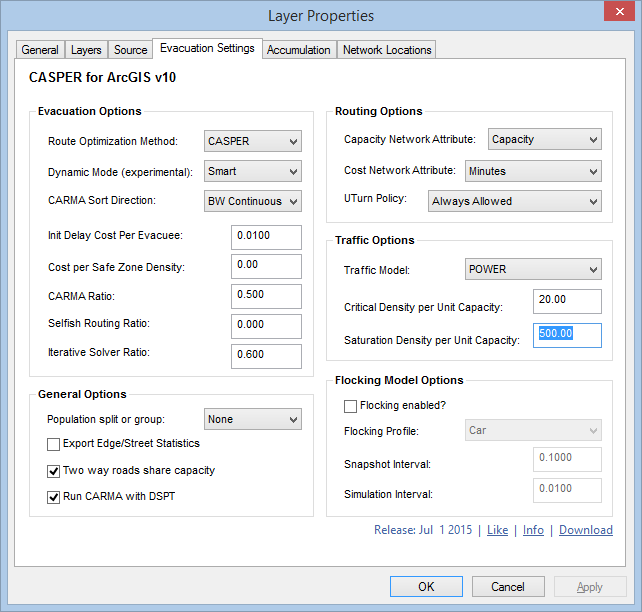 Layer Properties
General Layers Source Evacuation Settings Accumulation Network Locations
CASPER for ArcGIS v10
Evacuation Options
Route Optimization Method: CASPER
Dynamic Mode (experimental): Smart
CARMA Sort Direction: BW Continuous
Init Delay Cost Per Evacuee: 0.0100
Cost per Safe Zone Density: 0.00
CARMA Ratio: 0.500
Selfish Routing Ratio: 0.000
Iterative Solver Ratio: 0.600
General Options
Population split or group: None
Export Edge/Street Statistics
Two way roads share capacity
Run CARMA with DSPT
Routing Options
Capacity Network Attribute: Capacity
Cost Network Attribute: Minutes
UTurn Policy: Always Allowed
Traffic Options
Traffic Model: POWER
Critical Density per Unit Capacity: 20.00
Saturation Density per Unit Capacity: 500.00
Flocking Model Options
Flocking enabled?
Flocking Profile: Car
Snapshot Interval: 0.1000
Simulation Interval: 0.0100
Release: Jul 1 2015 | Like | Info | Download
OK Cancel Apply